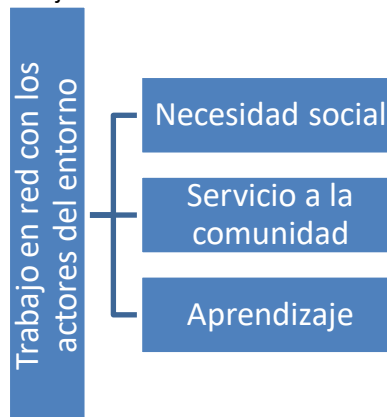 Trabajo en red con los
actores del entorno
Necesidad social
Servicio a la
comunidad
Aprendizaje